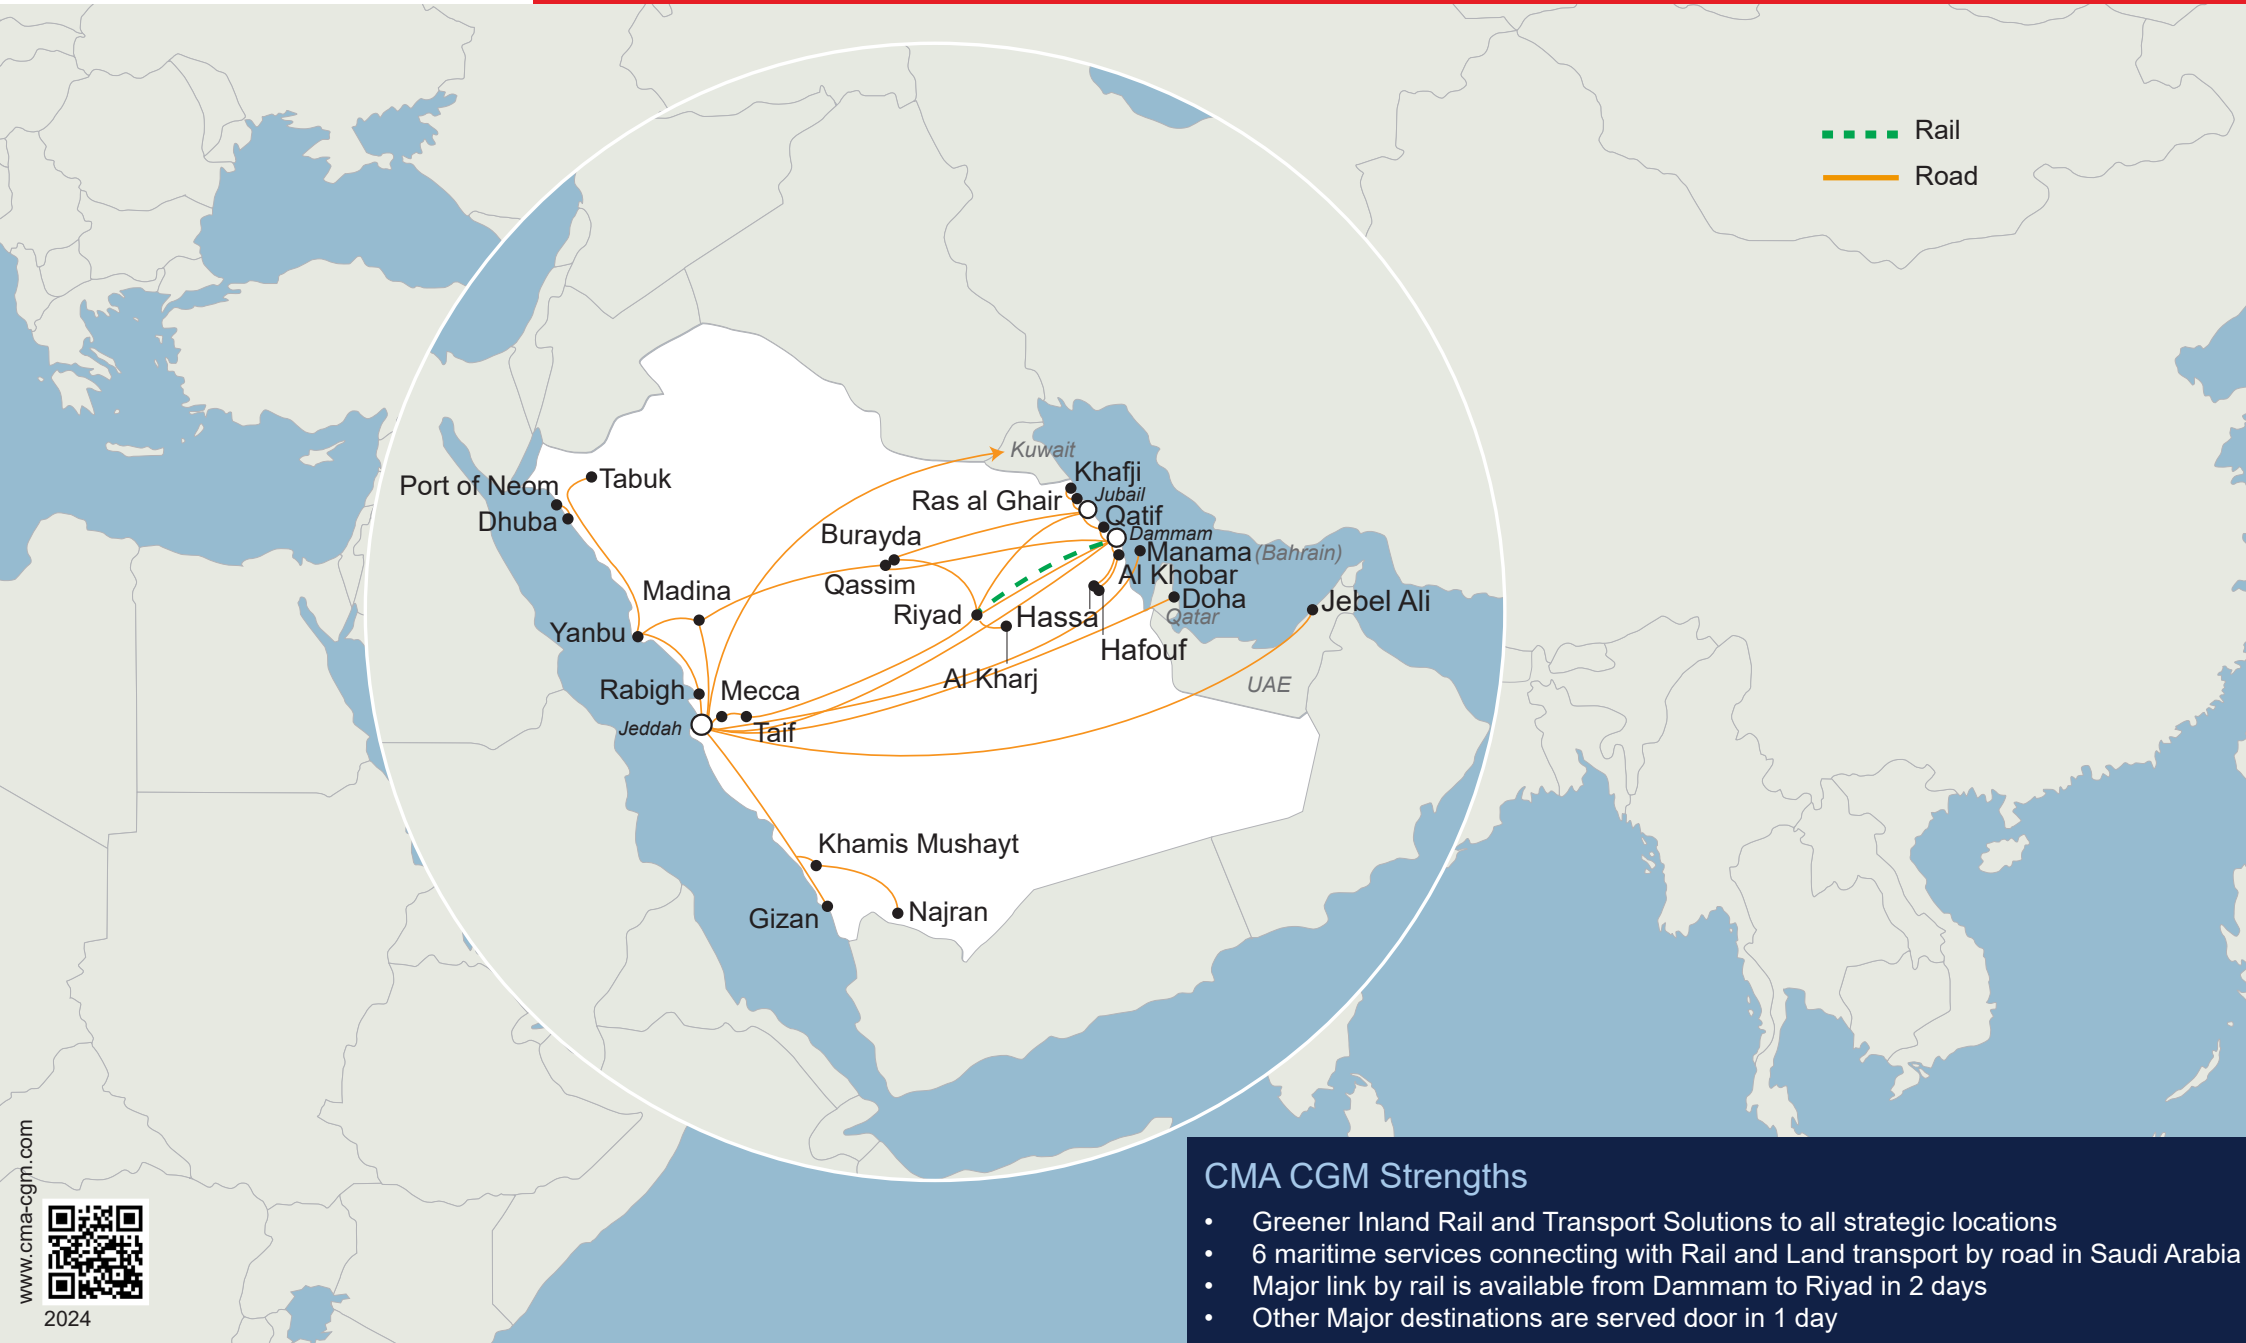 Rail
Road
Kuwait
Khafji
Port of Neom
Tabuk
Ras al Ghair
Jubail
Dhuba
Qatif
Burayda
Dammam
Manama (Bahrain)
Qassim
Al Khobar
Madina
Riyad
Hassa
Doha
Jebel Ali
Qatar
Yanbu
Hafouf
Al Kharj
UAE
Rabigh
Mecca
Jeddah
Taif
Khamis Mushayt
Gizan
Najran
www.cma-cgm.com
2024
CMA CGM Strengths
• Greener Inland Rail and Transport Solutions to all strategic locations
• 6 maritime services connecting with Rail and Land transport by road in Saudi Arabia
• Major link by rail is available from Dammam to Riyad in 2 days
• Other Major destinations are served door in 1 day